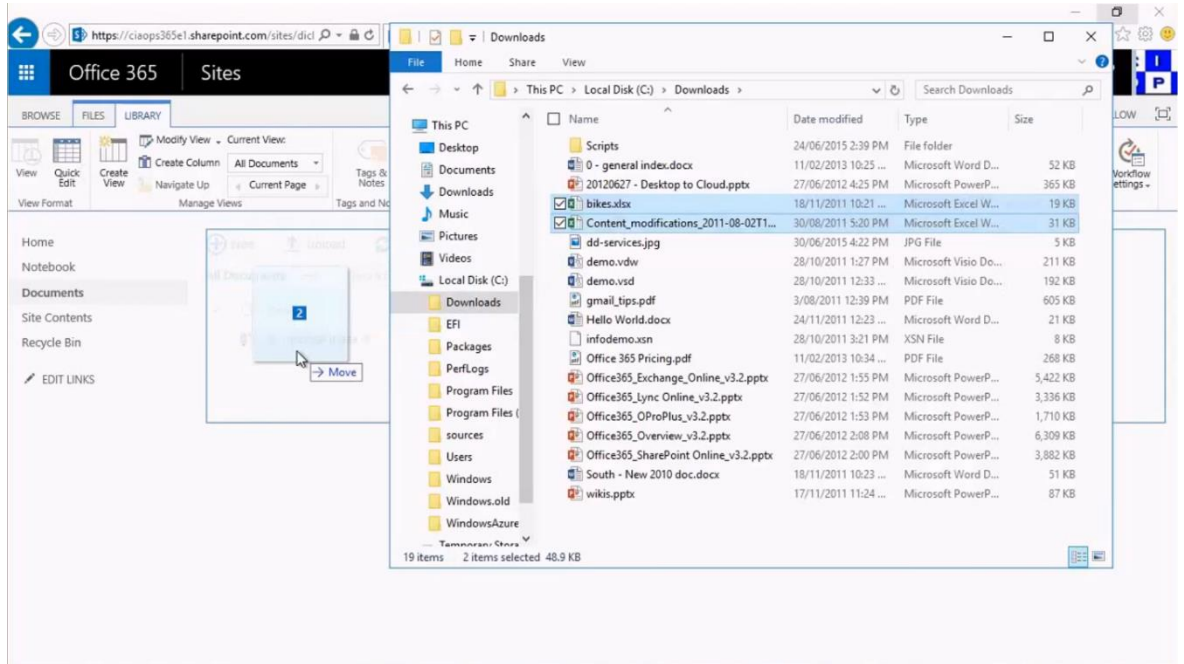 https://ciaops365e1.sharepoint.com/sites/dicl
Office 365 Sites
BROWSE FILES LIBRARY
View Quick Edit
Create View
Modify View Current View:
Create Column All Documents
Navigate Up Current Page
Tags &
Notes
View Format Manage Views Tags and No
Home
Notebook
Documents
Site Contents
Recycle Bin
EDIT LINKS
2
→ Move
Downloads
File Home Share View
This PC > Local Disk (C:) > Downloads >
Search Downloads
This PC
Desktop
Documents
Downloads
Music
Pictures
Videos
Local Disk (C:)
Downloads
EFI
Packages
PerfLogs
Program Files
Program Files (
sources
Users
Windows
Windows.old
WindowsAzure
Temporary Stora
Name Date modified Type Size
Scripts 24/06/2015 2:39 PM File folder
0 - general index.docx 11/02/2013 10:25 ... Microsoft Word D... 52 KB
20120627 - Desktop to Cloud.pptx 27/06/2012 4:25 PM Microsoft PowerP... 365 KB
bikes.xlsx 18/11/2011 10:21 ... Microsoft Excel W... 19 KB
Content_modifications_2011-08-02T1... 30/08/2011 5:20 PM Microsoft Excel W... 31 KB
dd-services.jpg 30/06/2015 4:22 PM JPG File 5 KB
demo.vdw 28/10/2011 1:27 PM Microsoft Visio Do... 211 KB
demo.vsd 28/10/2011 12:33 ... Microsoft Visio Do... 192 KB
gmail_tips.pdf 3/08/2011 12:39 PM PDF File 605 KB
Hello World.docx 24/11/2011 12:23 ... Microsoft Word D... 21 KB
infodemo.xsn 28/10/2011 3:21 PM XSN File 8 KB
Office 365 Pricing.pdf 11/02/2013 10:34 ... PDF File 268 KB
Office365_Exchange_Online_v3.2.pptx 27/06/2012 1:55 PM Microsoft PowerP... 5,422 KB
Office365_Lync Online_v3.2.pptx 27/06/2012 1:52 PM Microsoft PowerP... 3,336 KB
Office365_OProPlus_v3.2.pptx 27/06/2012 1:53 PM Microsoft PowerP... 1,710 KB
Office365_Overview_v3.2.pptx 27/06/2012 2:08 PM Microsoft PowerP... 6,309 KB
Office365_SharePoint Online_v3.2.pptx 27/06/2012 2:00 PM Microsoft PowerP... 3,882 KB
South - New 2010 doc.docx 18/11/2011 10:23 ... Microsoft Word D... 51 KB
wikis.pptx 17/11/2011 11:24 ... Microsoft PowerP... 87 KB
19 items 2 items selected 48.9 KB
I
P
LOW
Workflow
ettings